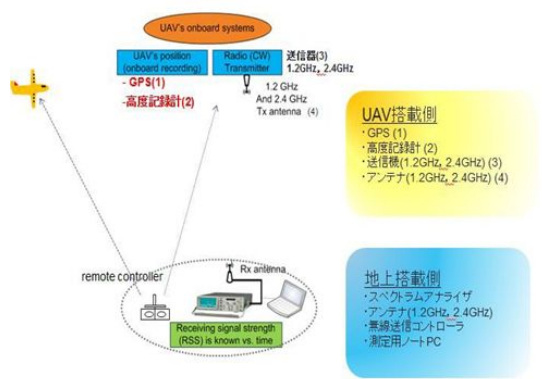 UAV's onboard systems
UAV's position
(onboard recording)
Radio (CW)
Transmitter
送信器(3)
1.2GHz, 2.4GHz
- GPS(1)
-高度記録計(2)
1.2 GHz
And 2.4 GHz
Tx antenna (4)
UAV搭載側
・GPS (1)
・高度記録計 (2)
・送信機(1.2GHz, 2.4GHz) (3)
・アンテナ(1.2GHz, 2.4GHz) (4)
remote controller
Rx antenna
Receiving signal strength
(RSS) is known vs. time
地上搭載側
・スペクトラムアナライザ
・アンテナ(1.2GHz, 2.4GHz)
・無線送信コントローラ
・測定用ノートPC